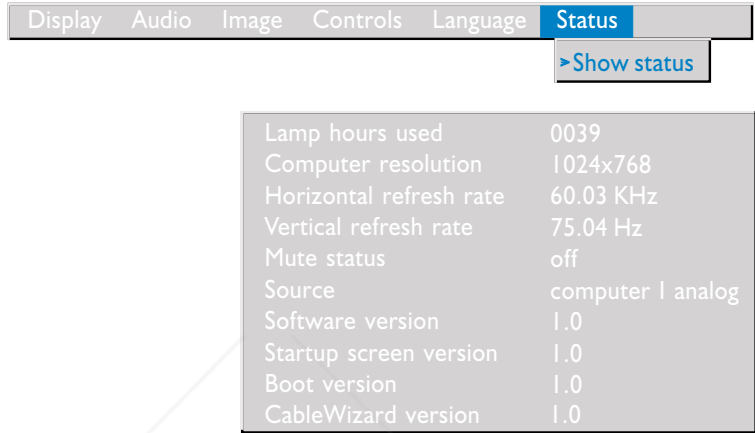 Display Audio Image Controls Language Status
➢Show status
Lamp hours used 0039
Computer resolution 1024x768
Horizontal refresh rate 60.03 KHz
Vertical refresh rate 75.04 Hz
Mute status off
Source computer 1 analog
Software version 1.0
Startup screen version 1.0
Boot version 1.0
CableWizard version 1.0